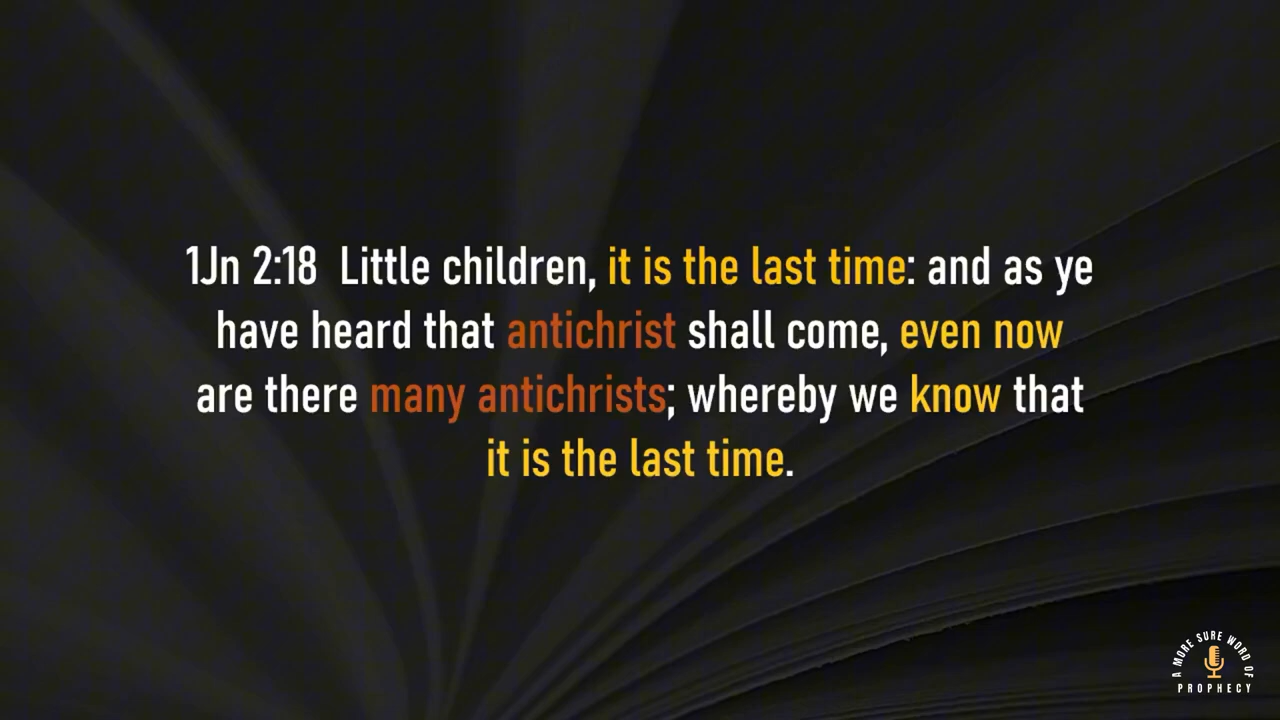 1Jn 2:18 Little children, it is the last time: and as ye
have heard that antichrist shall come, even now
are there many antichrists; whereby we know that
it is the last time.
A MORE SURE WORD OF
PROPHECY